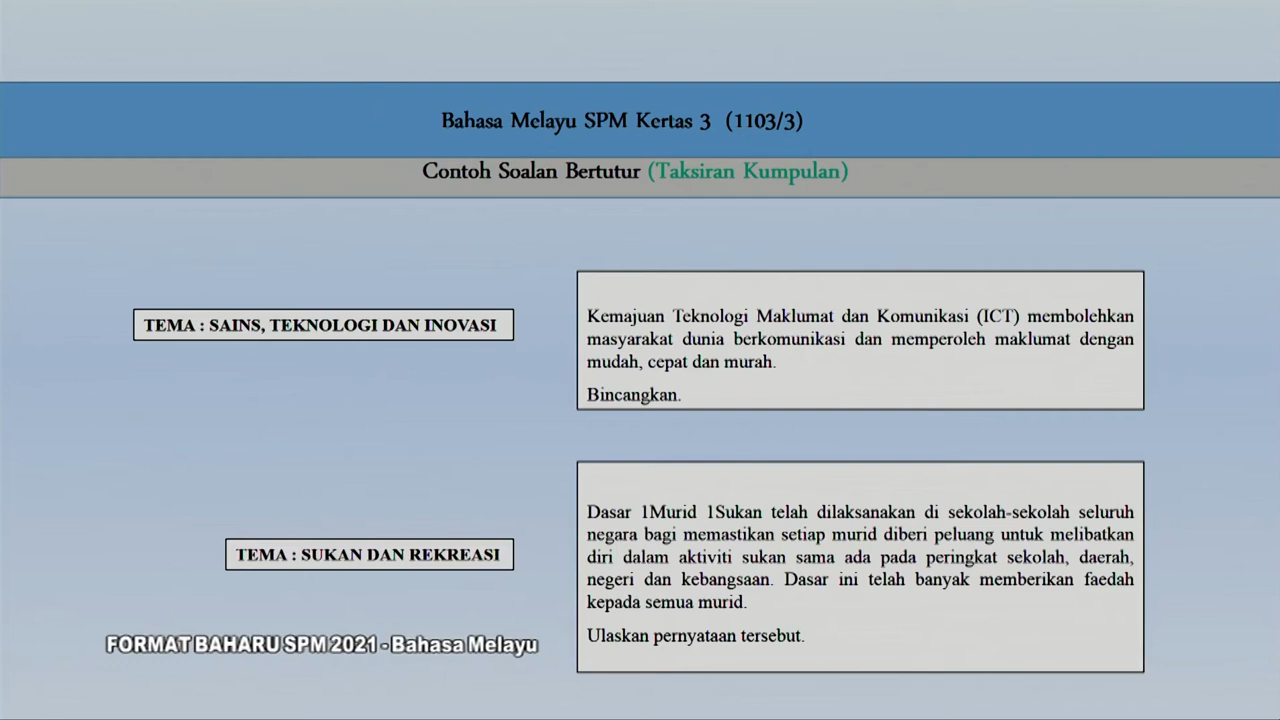 Bahasa Melayu SPM Kertas 3 (1103/3)
Contoh Soalan Bertutur (Taksiran Kumpulan)
TEMA : SAINS, TEKNOLOGI DAN INOVASI
Kemajuan Teknologi Maklumat dan Komunikasi (ICT) membolehkan
masyarakat dunia berkomunikasi dan memperoleh maklumat dengan
mudah, cepat dan murah.
Bincangkan.
TEMA : SUKAN DAN REKREASI
Dasar 1Murid 1Sukan telah dilaksanakan di sekolah-sekolah seluruh
negara bagi memastikan setiap murid diberi peluang untuk melibatkan
diri dalam aktiviti sukan sama ada pada peringkat sekolah, daerah,
negeri dan kebangsaan. Dasar ini telah banyak memberikan faedah
kepada semua murid.
Ulaskan pernyataan tersebut.
FORMAT BAHARU SPM 2021 - Bahasa Melayu